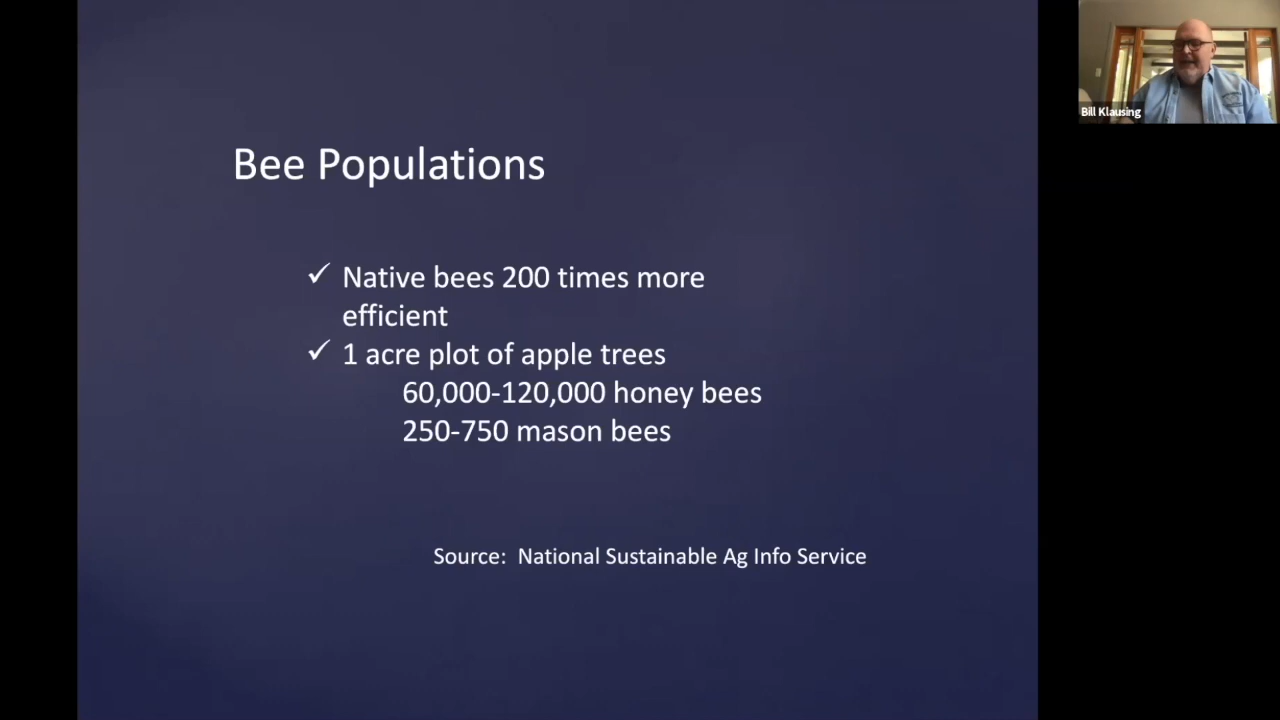 Bee Populations
✓ Native bees 200 times more
efficient
✓ 1 acre plot of apple trees
60,000-120,000 honey bees
250-750 mason bees
Source: National Sustainable Ag Info Service
Bill Klausing